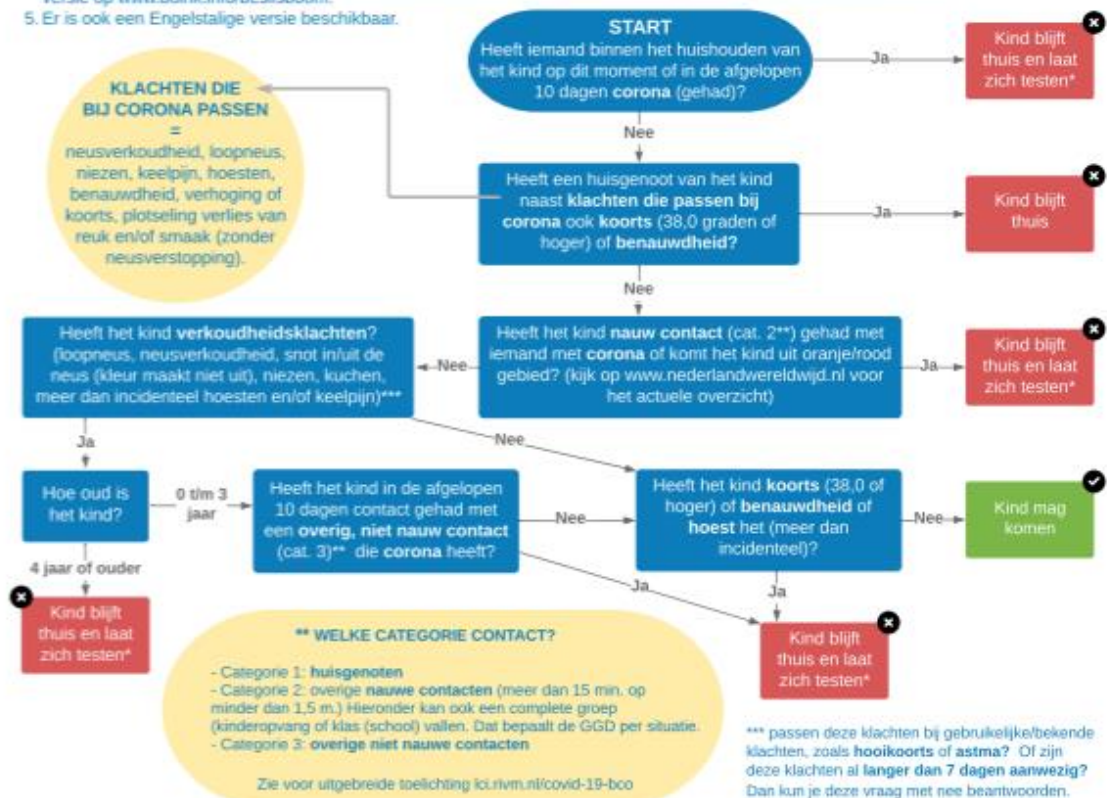 5. Er is ook een Engelstalige versie beschikbaar.
START
Heeft iemand binnen het huishouden van
het kind op dit moment of in de afgelopen
10 dagen corona (gehad)?
Ja
Kind blijft
thuis en laat
zich testen*
Nee
KLACHTEN DIE
BIJ CORONA PASSEN
=
neusverkoudheid, loopneus,
niezen, keelpijn, hoesten,
benauwdheid, verhoging of
koorts, plotseling verlies van
reuk en/of smaak (zonder
neusverstopping).
Heeft een huisgenoot van het kind
naast klachten die passen bij
corona ook koorts (38,0 graden of
hoger) of benauwdheid?
Ja
Kind blijft
thuis
Nee
Heeft het kind nauw contact (cat. 2**) gehad met
iemand met corona of komt het kind uit oranje/rood
gebied? (kijk op www.nederlandwereldwijd.nl voor
het actuele overzicht)
Ja
Kind blijft
thuis en laat
zich testen*
Nee
Heeft het kind verkoudheidsklachten?
(loopneus, neusverkoudheid, snot in/uit de
neus (kleur maakt niet uit), niezen, kuchen,
meer dan incidenteel hoesten en/of keelpijn)***
Ja
Nee
Hoe oud is
het kind?
0 t/m 3
jaar
Heeft het kind in de afgelopen
10 dagen contact gehad met
een overig, niet nauw contact
(cat. 3)** die corona heeft?
Nee
Heeft het kind koorts (38,0 of
hoger) of benauwdheid of
hoest het (meer dan
incidenteel)?
Nee
Kind mag
komen
4 jaar of ouder
Kind blijft
thuis en laat
zich testen*
Ja
Ja
Kind blijft
thuis en laat
zich testen*
** WELKE CATEGORIE CONTACT?
- Categorie 1: huisgenoten
- Categorie 2: overige nauwe contacten (meer dan 15 min. op
minder dan 1,5 m.) Hieronder kan ook een complete groep
(kinderopvang of klas (school) vallen. Dat bepaalt de GGD per situatie.
- Categorie 3: overige niet nauwe contacten
Zie voor uitgebreide toelichting lci.rivm.nl/covid-19-bco
*** passen deze klachten bij gebruikelijke/bekende
klachten, zoals hooikoorts of astma? Of zijn
deze klachten al langer dan 7 dagen aanwezig?
Dan kun je deze vraag met nee beantwoorden.